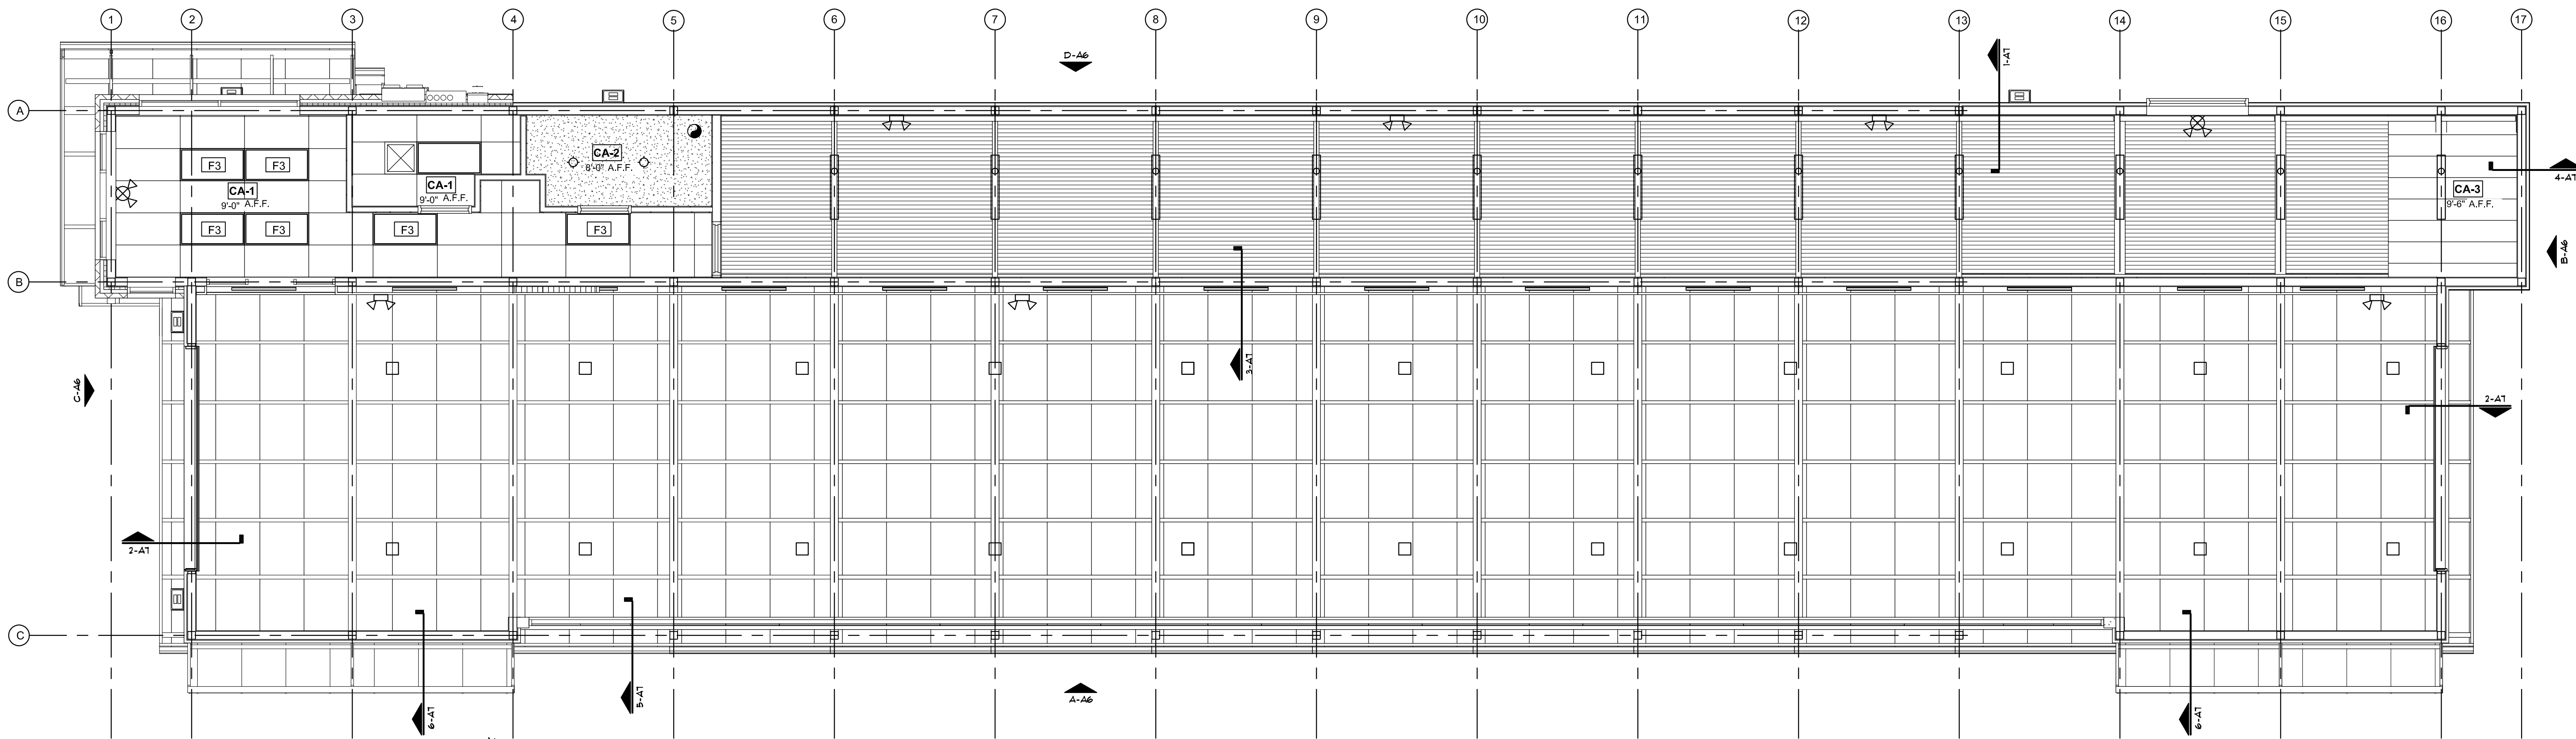 1 2 3 4 5 6 7 8 9 10 11 12 13 14 15 16 17
D-A6
1-A7
A
F3 F3
CA-1
9'-0" A.F.F.
CA-1
9'-0" A.F.F.
CA-2
8'-0" A.F.F.
4-A7
CA-3
9'-6" A.F.F.
F3 F3 F3 F3
B-A6
B
3-A7
C-A6
2-A7
2-A7
C
5-A7
A-A6
6-A7
6-A7